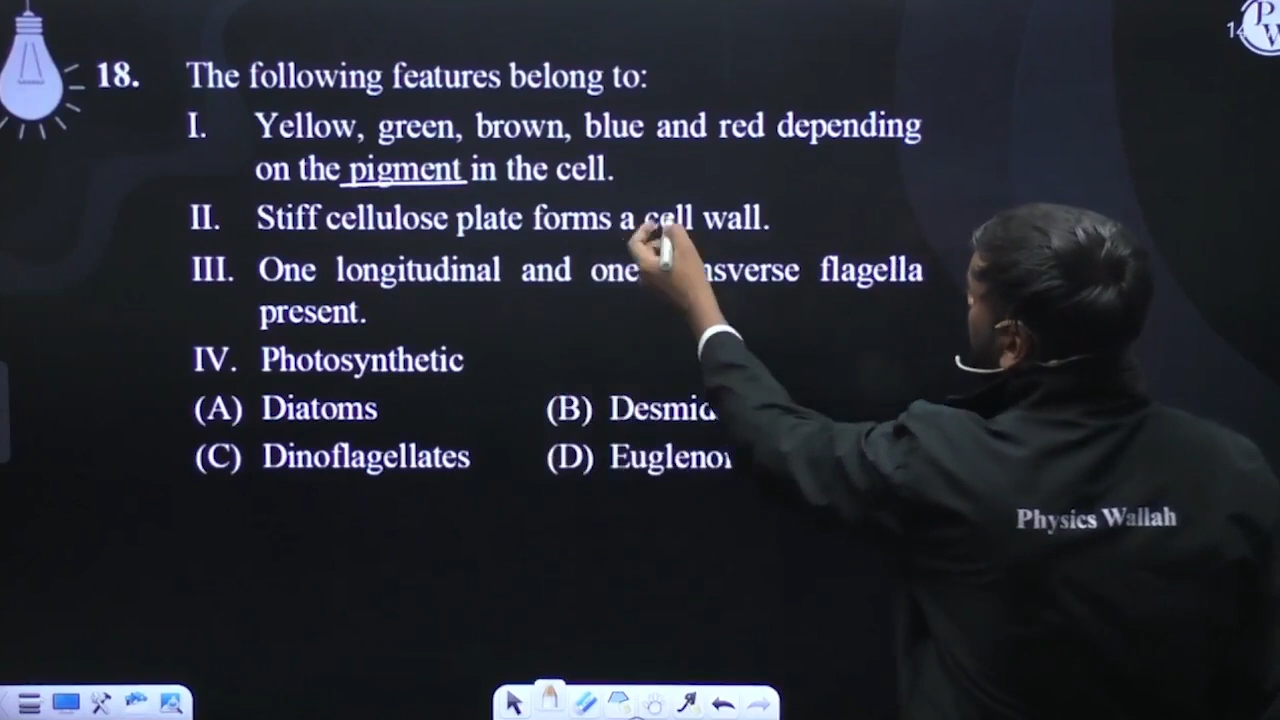 14
PW
18. The following features belong to:
I. Yellow, green, brown, blue and red depending
on the pigment in the cell.
II. Stiff cellulose plate forms a cell wall.
III. One longitudinal and one flagella
present.
IV. Photosynthetic
(A) Diatoms (B)
(C) Dinoflagellates (D)
Physics Wallah